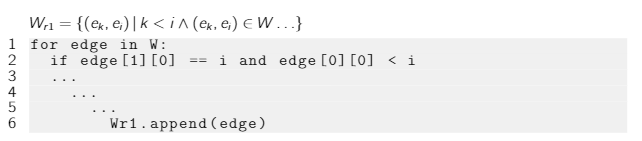 W_{r1} = {(e_k, e_i) | k < i ∧ (e_k, e_i) ∈ W ...}
1 for edge in W:
2 if edge[1][0] == i and edge[0][0] < i
3 ...
4 ...
5 ...
6 Wr1.append(edge)